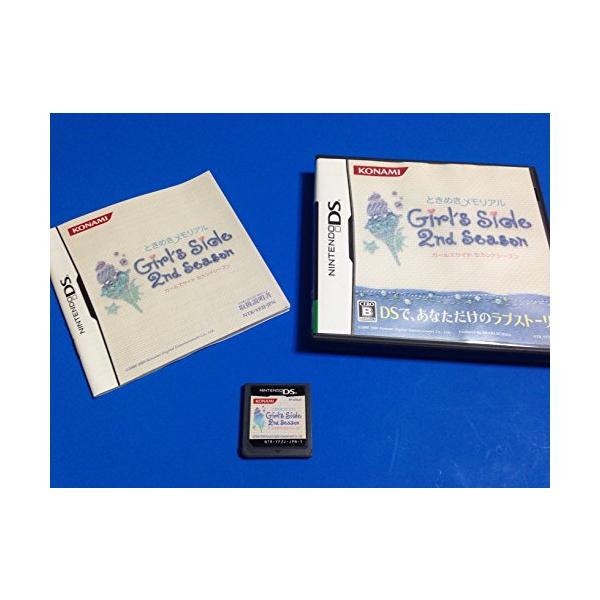 KONAMI
ときめきメモリアル
Girl's Side
2nd Season
ガールズサイド セカンドシーズン
取扱説明書
NINTENDO DS
KONAMI
ときめきメモリアル
Girl's Side
2nd Season
ガールズサイド セカンドシーズン
NINTENDO DS
CERO
B
DSで、あなただけのラブストーリ
NINTENDO DS
KONAMI
Girl's Side
2nd Season